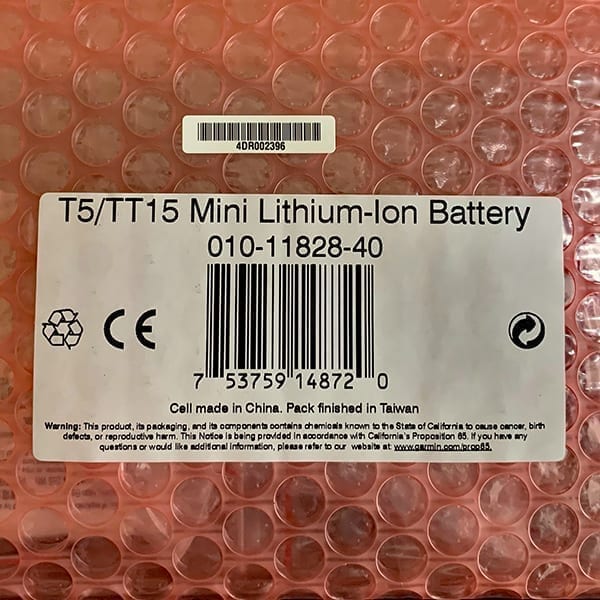 4DR002396
T5/TT15 Mini Lithium-Ion Battery
010-11828-40
CE
7 53759 14872 0
Cell made in China. Pack finished in Taiwan
Warning: This product, its packaging, and its components contains chemicals known to the State of California to cause cancer, birth
defects, or reproductive harm. This Notice is being provided in accordance with California's Proposition 65. If you have any
questions or would like additional information, please refer to our website at: www.garmin.com/prop65.